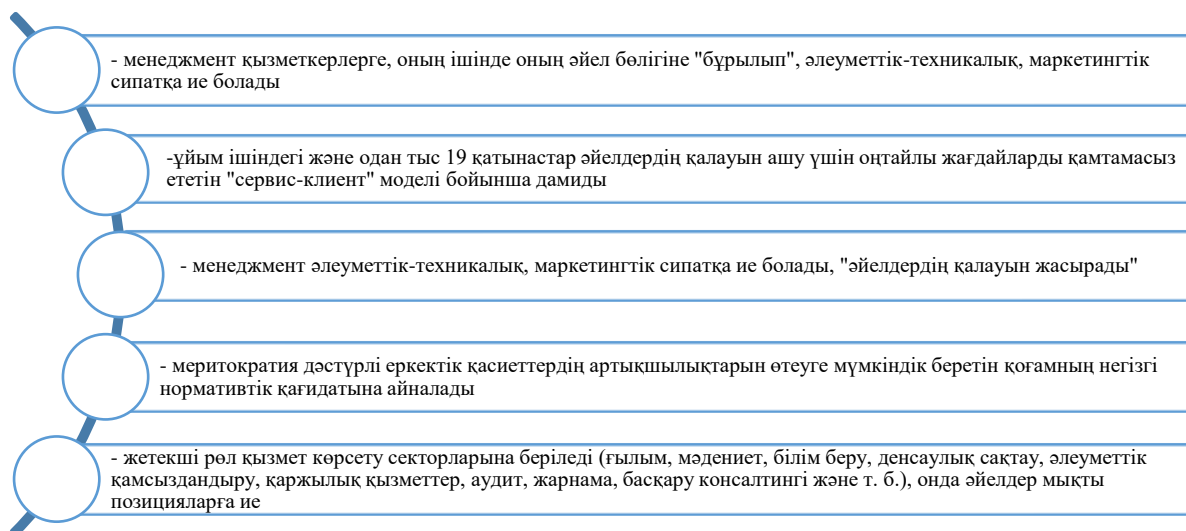 - менеджмент қызметкерлерге, оның ішінде оның әйел бөлігіне "бұрылып", әлеуметтік-техникалық, маркетингтік
сипатқа ие болады
-ұйым ішіндегі және одан тыс 19 қатынастар әйелдердің қалауын ашу үшін оңтайлы жағдайларды қамтамасыз
ететін "сервис-клиент" моделі бойынша дамиды
- менеджмент әлеуметтік-техникалық, маркетингтік сипатқа ие болады, "әйелдердің қалауын жасырады"
- меритократия дәстүрлі еркектік қасиеттердің артықшылықтарын өтеуге мүмкіндік беретін қоғамның негізгі
нормативтік қағидатына айналады
- жетекші рөл қызмет көрсету секторларына беріледі (ғылым, мәдениет, білім беру, денсаулық сақтау, әлеуметтік
қамсыздандыру, қаржылық қызметтер, аудит, жарнама, басқару консалтингі және т. б.), онда әйелдер мықты
позицияларға ие